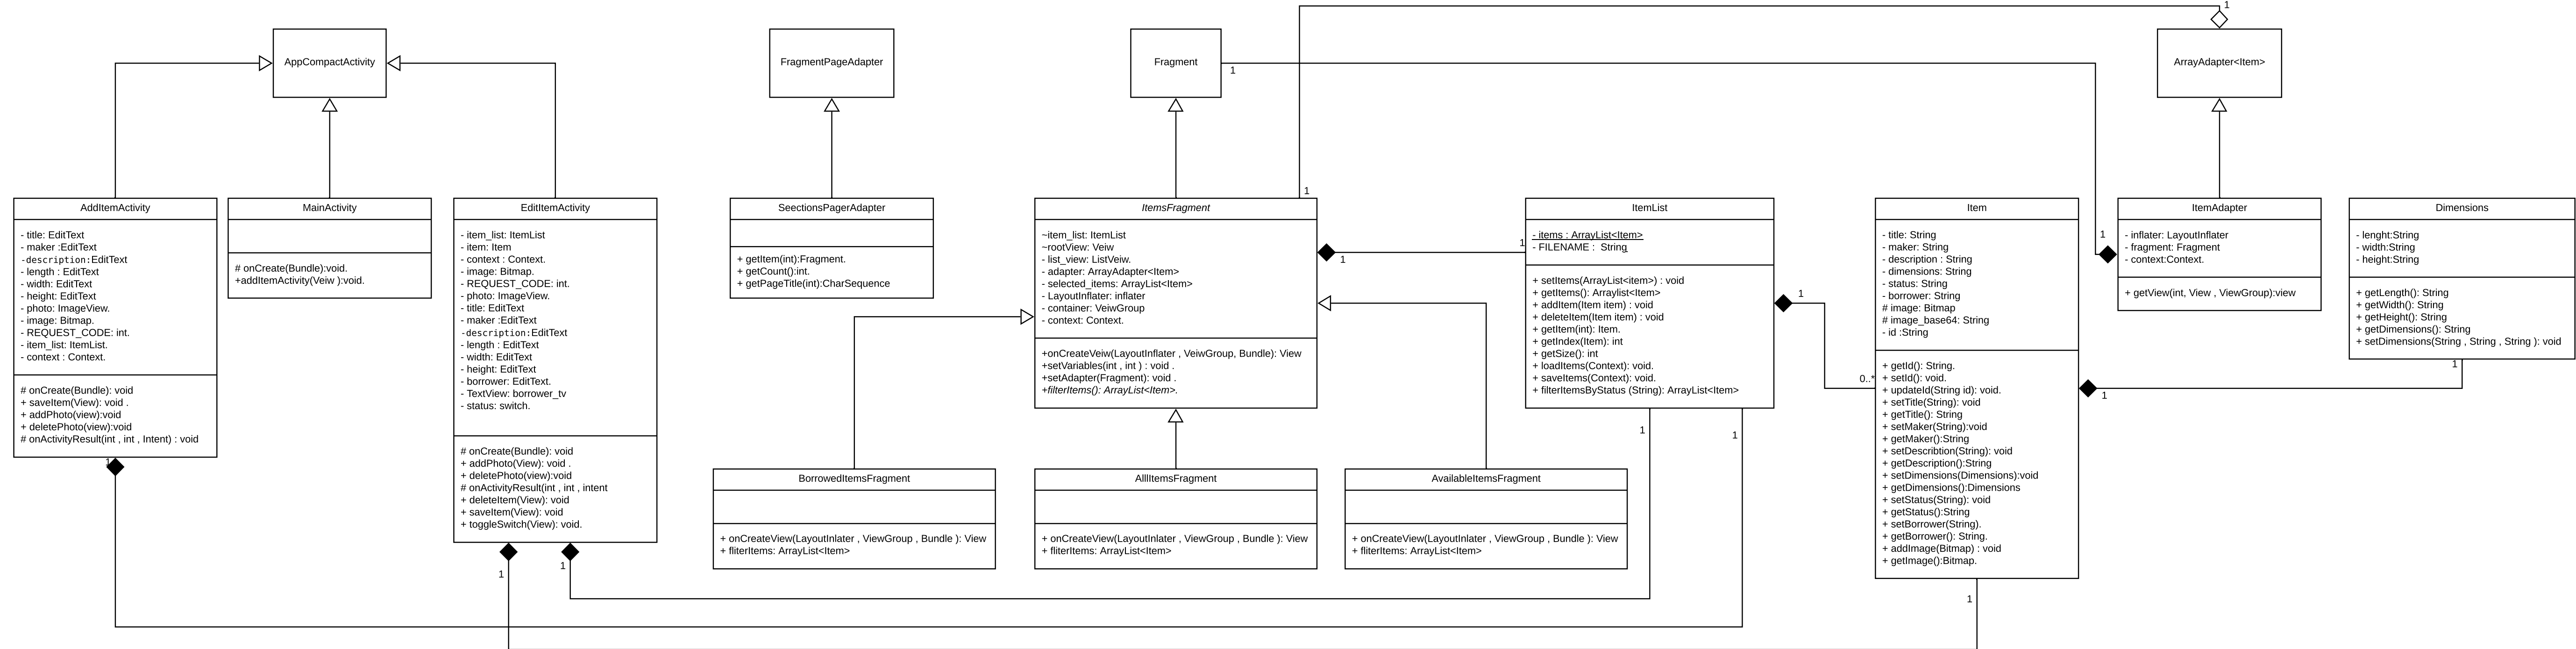 1
AppCompactActivity
FragmentPageAdapter
Fragment
1
ArrayAdapter<Item>
1
AddItemActivity
- title: EditText
- maker :EditText
-description:EditText
- length : EditText
- width: EditText
- height: EditText
- photo: ImageView.
- image: Bitmap.
- REQUEST_CODE: int.
- item_list: ItemList.
- context : Context.
# onCreate(Bundle): void
+ saveItem(View): void .
+ addPhoto(view):void
+ deletePhoto(view):void
# onActivityResult(int , int , Intent) : void
1
MainActivity
# onCreate(Bundle):void.
+addItemActivity(Veiw ):void.
EditItemActivity
- item_list: ItemList
- item: Item
- context : Context.
- image: Bitmap.
- REQUEST_CODE: int.
- photo: ImageView.
- title: EditText
- maker :EditText
-description:EditText
- length : EditText
- width: EditText
- height: EditText
- borrower: EditText.
- TextView: borrower_tv
- status: switch.
# onCreate(Bundle): void
+ addPhoto(View): void .
+ deletePhoto(view):void
# onActivityResult(int , int , intent
+ deleteItem(View): void
+ saveItem(View): void
+ toggleSwitch(View): void.
1
1
SeectionsPagerAdapter
+ getItem(int):Fragment.
+ getCount():int.
+ getPageTitle(int):CharSequence
ItemsFragment
~item_list: ItemList
~rootView: Veiw
- list_view: ListVeiw.
- adapter: ArrayAdapter<Item>
- selected_items: ArrayList<Item>
- LayoutInflater: inflater
- container: VeiwGroup
- context: Context.
+onCreateVeiw(LayoutInflater , VeiwGroup, Bundle): View
+setVariables(int , int ) : void .
+setAdapter(Fragment): void .
+filterItems(): ArrayList<Item>.
1
1
BorrowedItemsFragment
+ onCreateView(LayoutInlater , ViewGroup , Bundle ): View
+ fliterItems: ArrayList<Item>
AlllItemsFragment
+ onCreateView(LayoutInlater , ViewGroup , Bundle ): View
+ fliterItems: ArrayList<Item>
AvailableItemsFragment
+ onCreateView(LayoutInlater , ViewGroup , Bundle ): View
+ fliterItems: ArrayList<Item>
ItemList
- items : ArrayList<Item>
- FILENAME :  String
+ setItems(ArrayList<item>) : void
+ getItems(): Arraylist<Item>
+ addItem(Item item) : void
+ deleteItem(Item item) : void
+ getItem(int): Item.
+ getIndex(Item): int
+ getSize(): int
+ loadItems(Context): void.
+ saveItems(Context): void.
+ filterItemsByStatus (String): ArrayList<Item>
1
1
1
0..*
Item
- title: String
- maker: String
- description : String
- dimensions: String
- status: String
- borrower: String
# image: Bitmap
# image_base64: String
- id :String
+ getId(): String.
+ setId(): void.
+ updateId(String id): void.
+ setTitle(String): void
+ getTitle(): String
+ setMaker(String):void
+ getMaker():String
+ setDescribtion(String): void
+ getDescription():String
+ setDimensions(Dimensions):void
+ getDimensions():Dimensions
+ setStatus(String): void
+ getStatus():String
+ setBorrower(String).
+ getBorrower(): String.
+ addImage(Bitmap) : void
+ getImage():Bitmap.
1
1
1
ItemAdapter
- inflater: LayoutInflater
- fragment: Fragment
- context:Context.
+ getView(int, View , ViewGroup):view
Dimensions
- lenght:String
- width:String
- height:String
+ getLength(): String
+ getWidth(): String
+ getHeight(): String
+ getDimensions(): String
+ setDimensions(String , String , String ): void
1